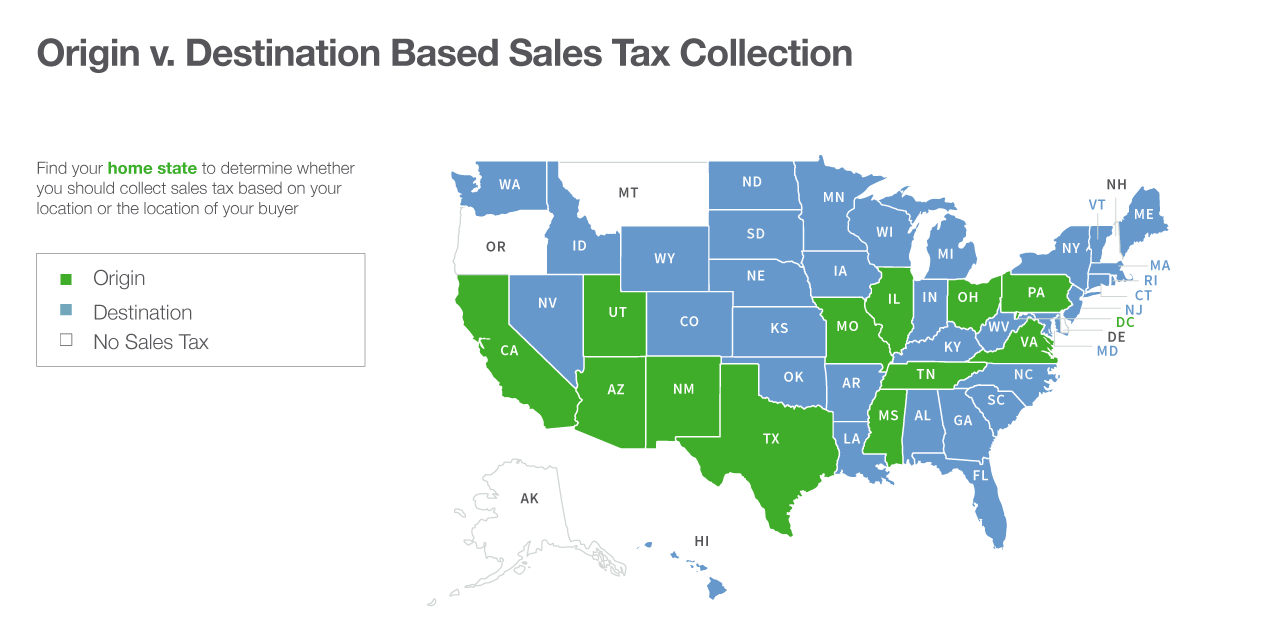 Origin v. Destination Based Sales Tax Collection
Find your home state to determine whether
you should collect sales tax based on your
location or the location of your buyer
Origin
Destination
No Sales Tax
WA
MT
ND
MN
NH
VT
ME
OR
ID
SD
WI
NY
WY
MI
MA
NE
IA
RI
NV
UT
IL
IN
OH
PA
CT
NJ
CO
KS
MO
WV
DC
CA
KY
VA
DE
MD
AZ
NM
OK
AR
TN
NC
SC
MS
AL
GA
TX
LA
FL
AK
HI